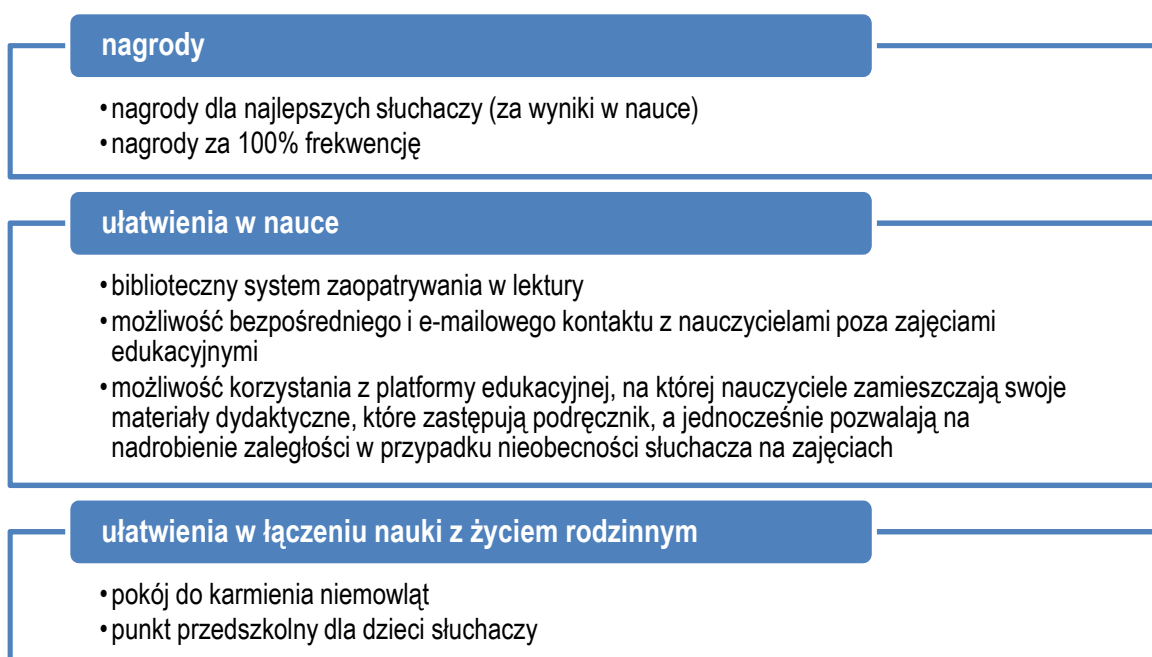 nagrody
•nagrody dla najlepszych słuchaczy (za wyniki w nauce)
•nagrody za 100% frekwencję
ułatwienia w nauce
•biblioteczny system zaopatrywania w lektury
•możliwość bezpośredniego i e-mailowego kontaktu z nauczycielami poza zajęciami
edukacyjnymi
•możliwość korzystania z platformy edukacyjnej, na której nauczyciele zamieszczają swoje
materiały dydaktyczne, które zastępują podręcznik, a jednocześnie pozwalają na
nadrobienie zaległości w przypadku nieobecności słuchacza na zajęciach
ułatwienia w łączeniu nauki z życiem rodzinnym
•pokój do karmienia niemowląt
•punkt przedszkolny dla dzieci słuchaczy